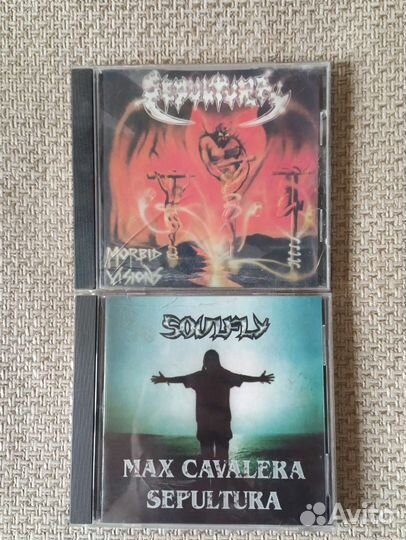 SEPULTURA
MORBID
VISIONS
SOULFLY
MAX CAVALERA
SEPULTURA
Avito